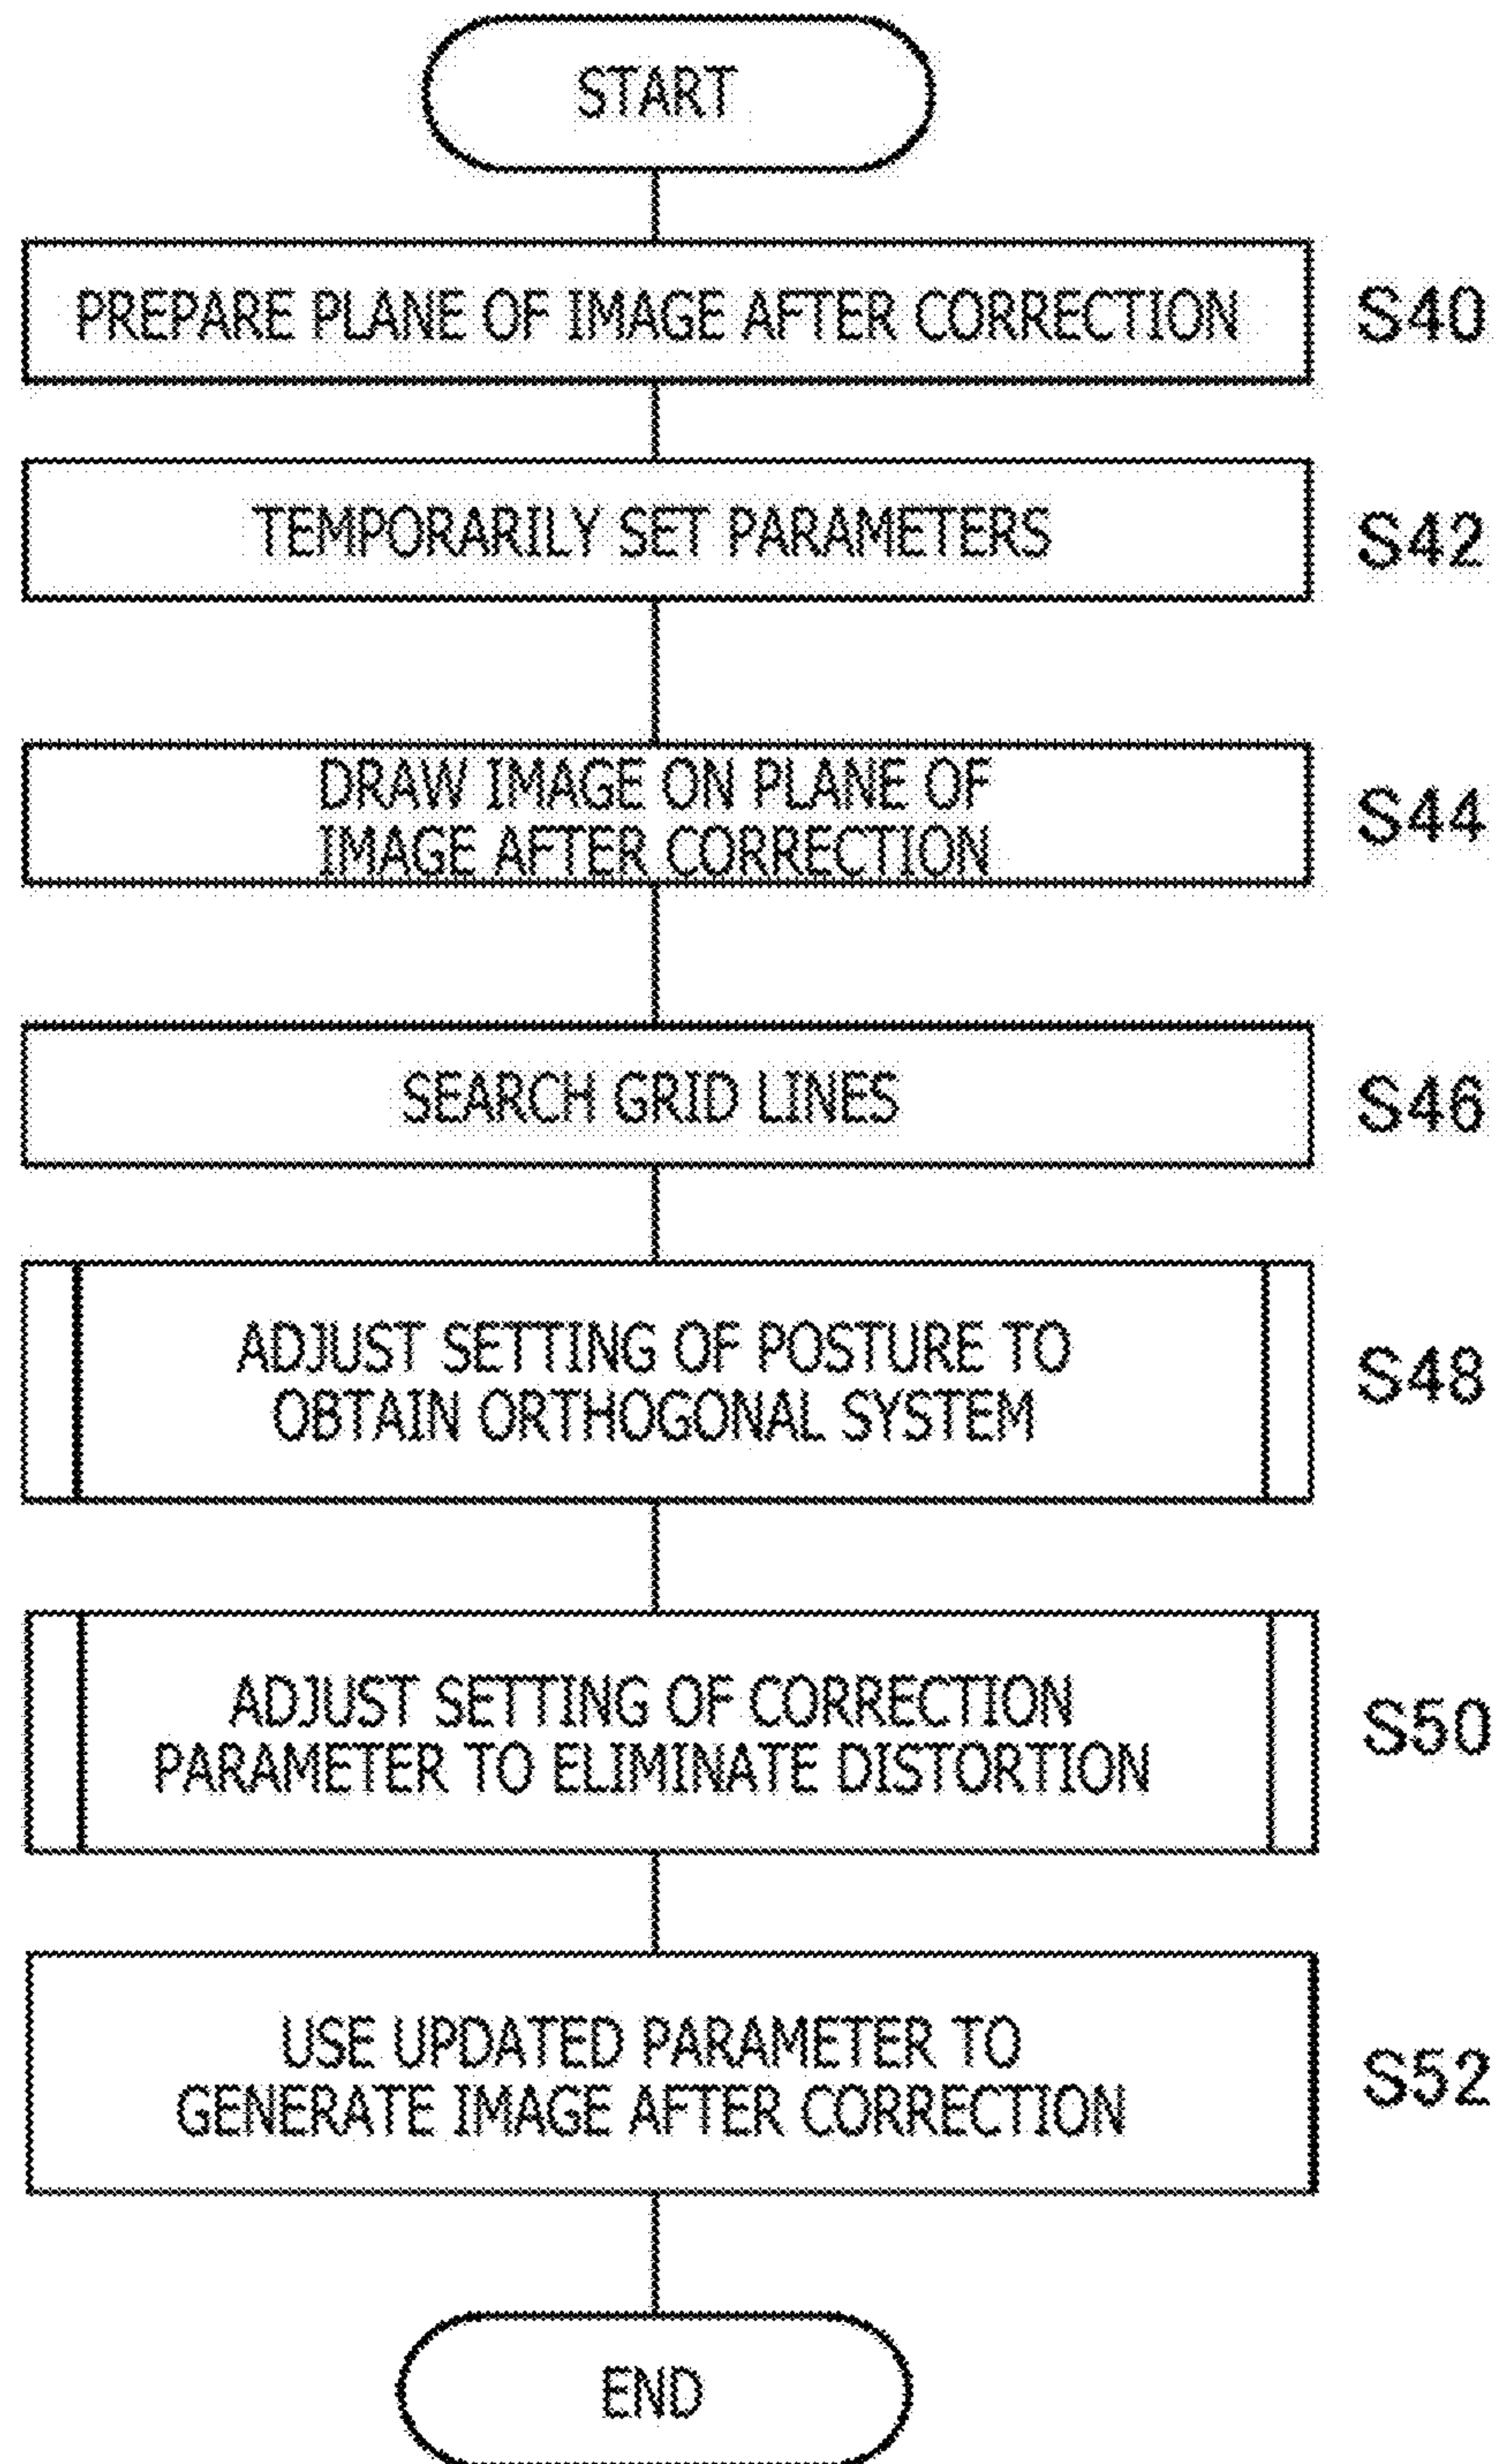 START
PREPARE PLANE OF IMAGE AFTER CORRECTION
S40
TEMPORARILY SET PARAMETERS
S42
DRAW IMAGE ON PLANE OF
IMAGE AFTER CORRECTION
S44
SEARCH GRID LINES
S46
ADJUST SETTING OF POSTURE TO
OBTAIN ORTHOGONAL SYSTEM
S48
ADJUST SETTING OF CORRECTION
PARAMETER TO ELIMINATE DISTORTION
S50
USE UPDATED PARAMETER TO
GENERATE IMAGE AFTER CORRECTION
S52
END